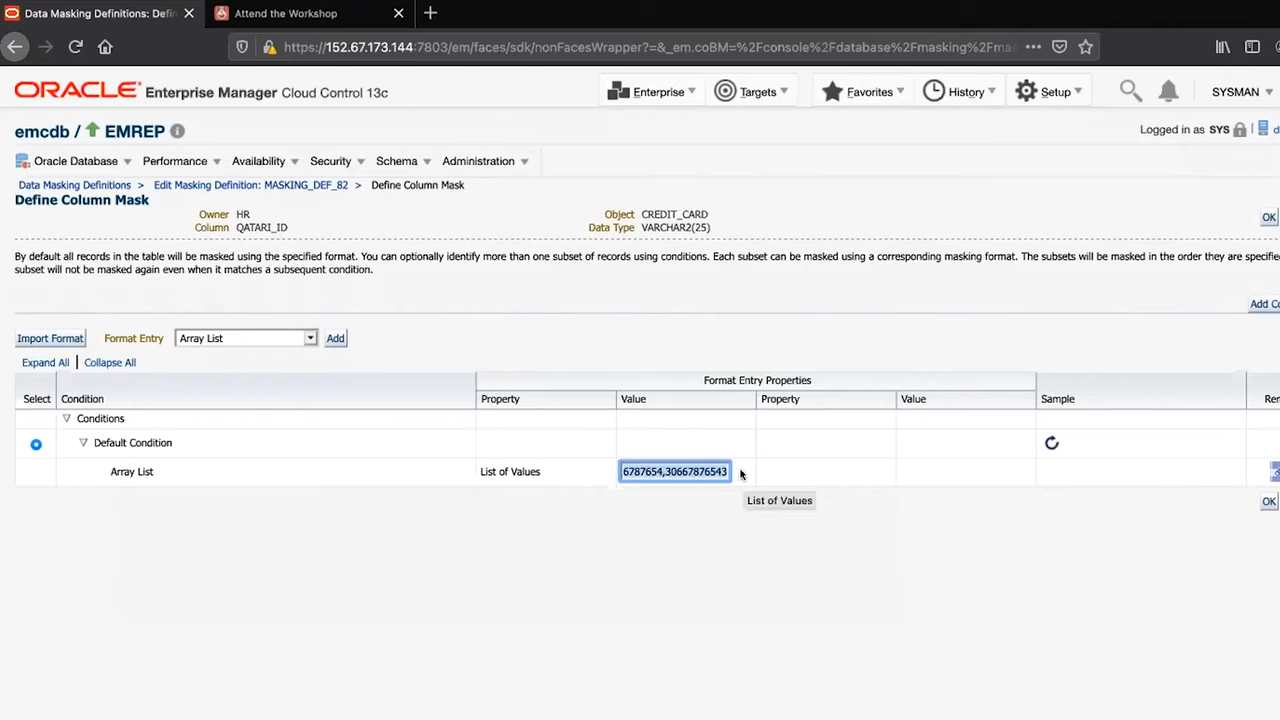 Data Masking Definitions: Defin
Attend the Workshop
https://152.67.173.144:7803/em/faces/sdk/nonFacesWrapper?=&_em.coBM=%2Fconsole%2Fdatabase%2Fmasking%2Fma
ORACLE Enterprise Manager Cloud Control 13c
Enterprise Targets Favorites History Setup SYSMAN
emcdb / EMREP
Logged in as SYS
Oracle Database Performance Availability Security Schema Administration
Data Masking Definitions > Edit Masking Definition: MASKING_DEF_82 > Define Column Mask
Define Column Mask
Owner HR Object CREDIT_CARD
OK
Column QATARI_ID Data Type VARCHAR2(25)
By default all records in the table will be masked using the specified format. You can optionally identify more than one subset of records using conditions. Each subset can be masked using a corresponding masking format. The subsets will be masked in the order they are specifie
subset will not be masked again even when it matches a subsequent condition.
Add Co
Import Format Format Entry Array List Add
Expand All | Collapse All
Format Entry Properties
Select Condition Property Value Property Value Sample Ren
Conditions
Default Condition
Array List List of Values 6787654,30667876543
List of Values
OK